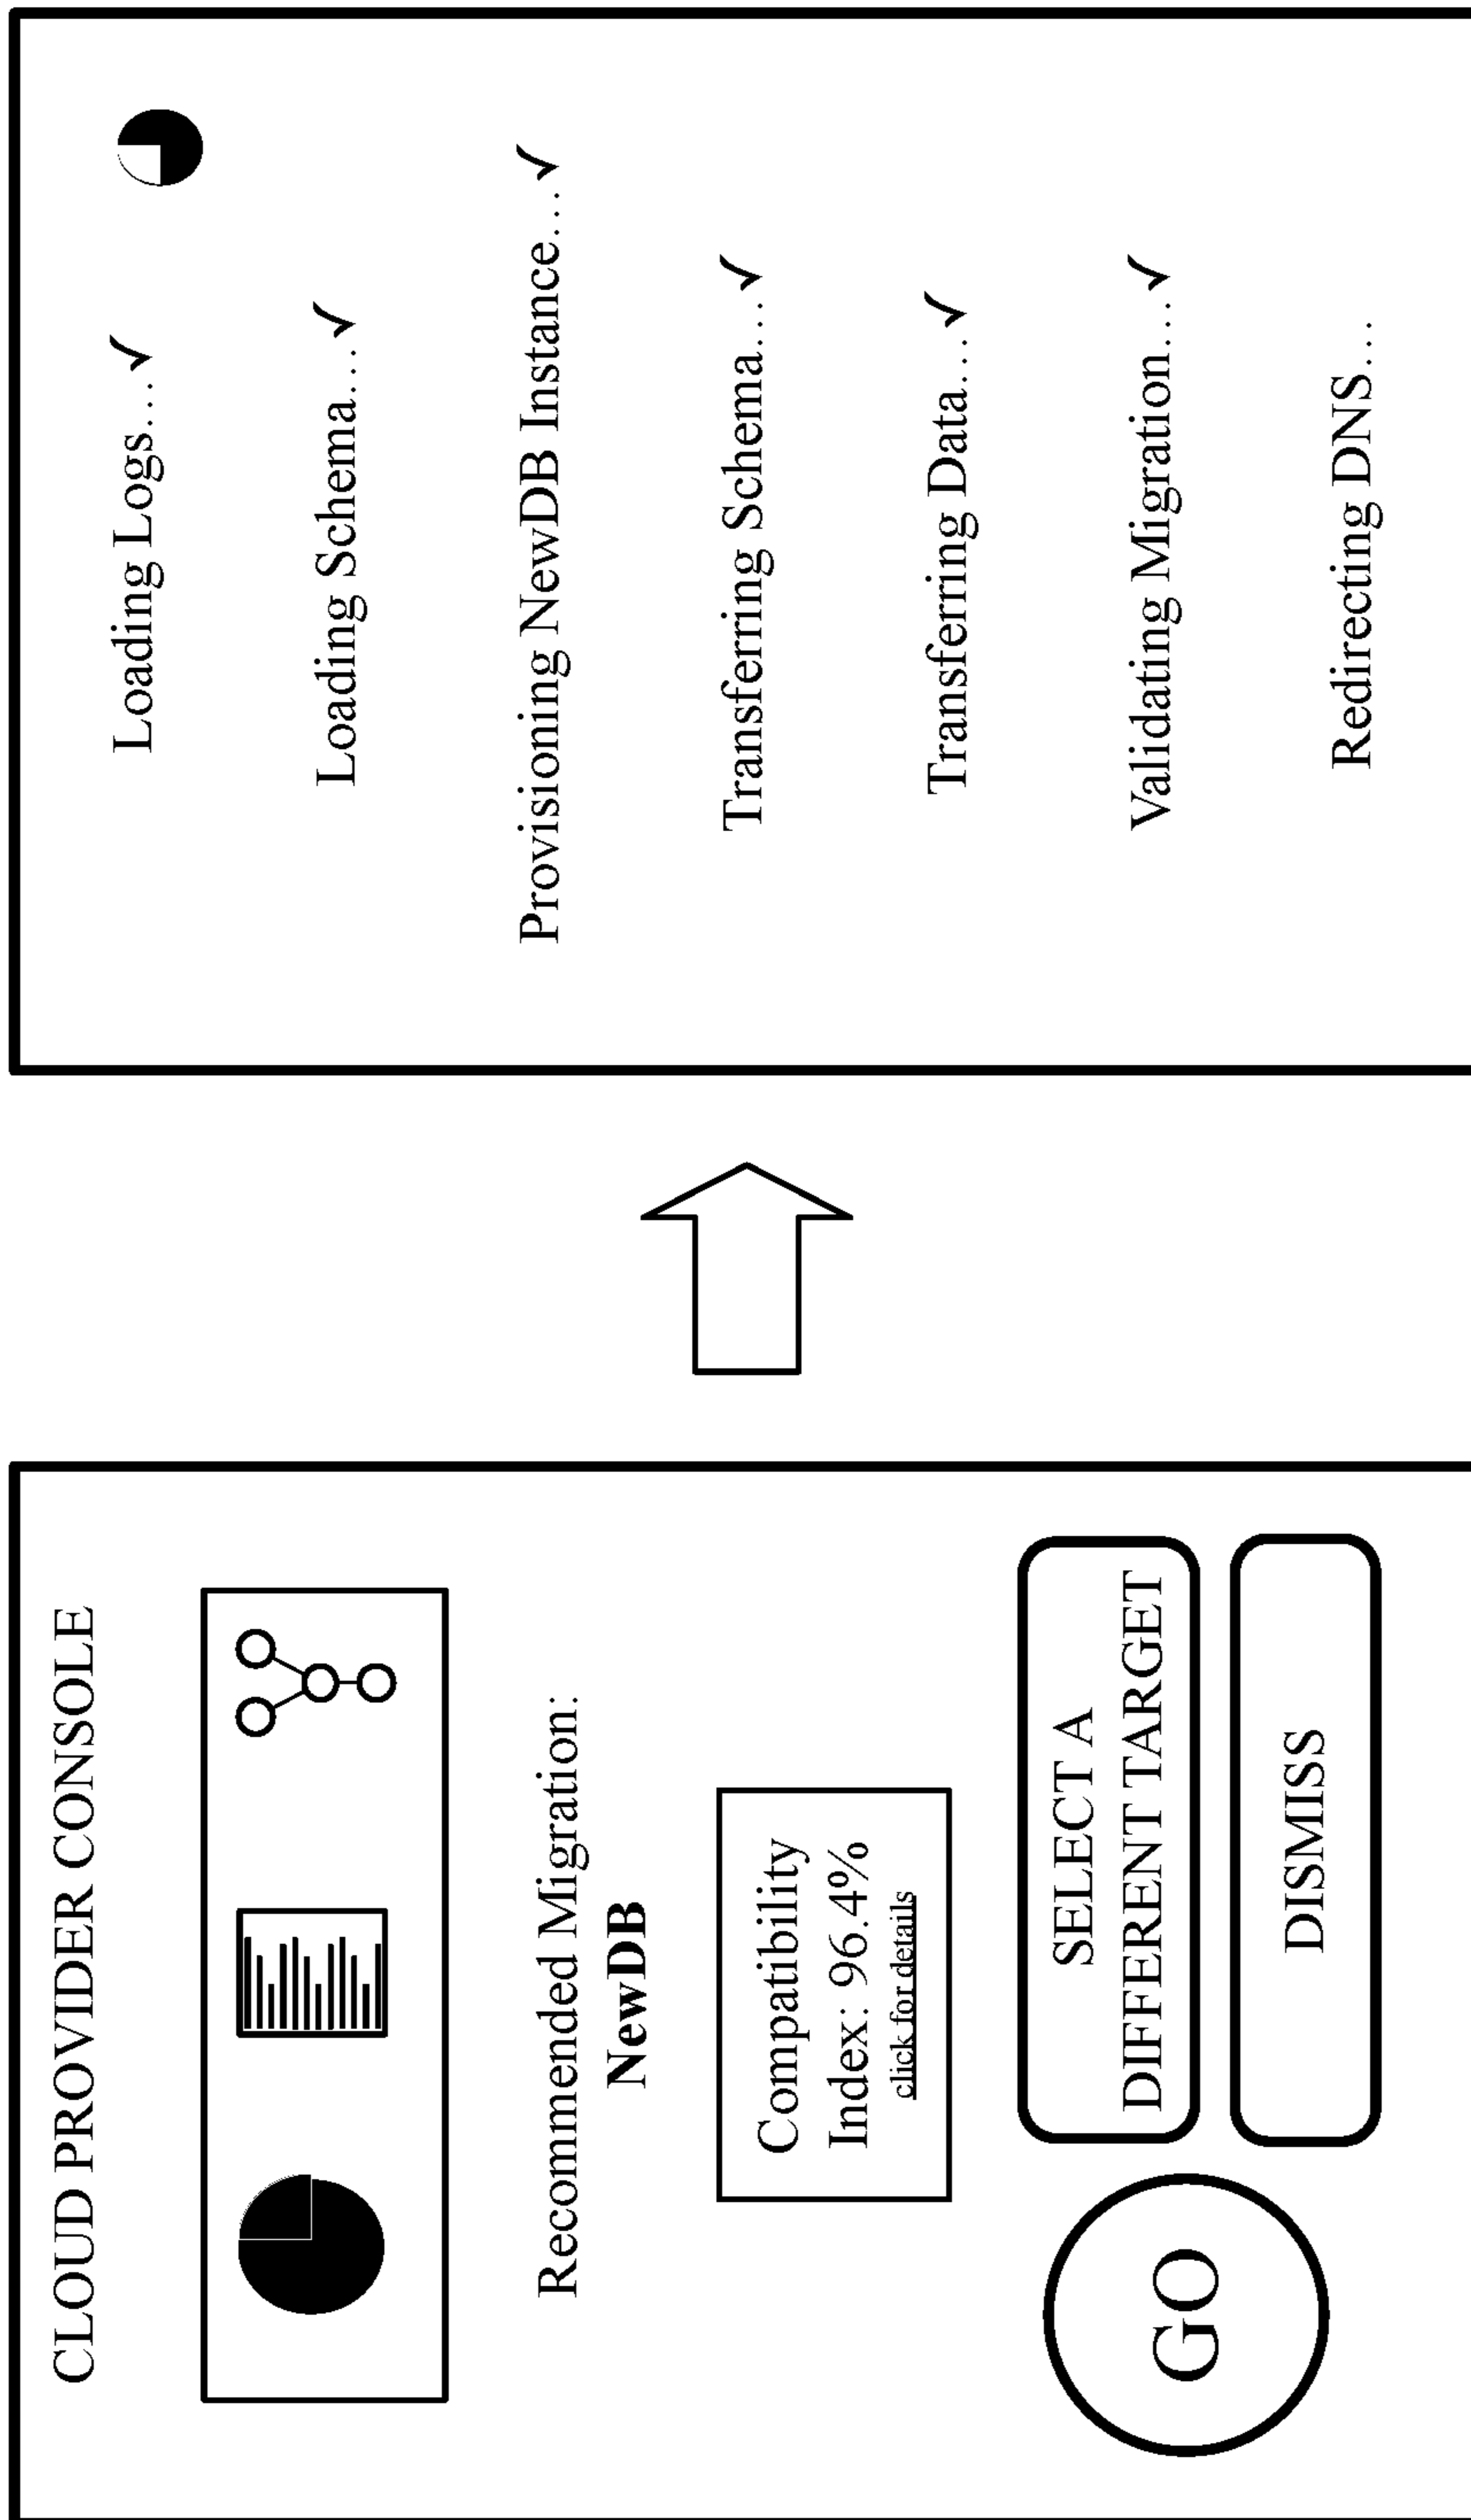 CLOUD PROVIDER CONSOLE
Recommended Migration:
NewDB
Compatibility
Index: 96.4%
click for details
GO
SELECT A
DIFFERENT TARGET
DISMISS
Loading Logs...✓
Loading Schema...✓
Provisioning NewDB Instance...✓
Transferring Schema...✓
Transferring Data...✓
Validating Migration...✓
Redirecting DNS...